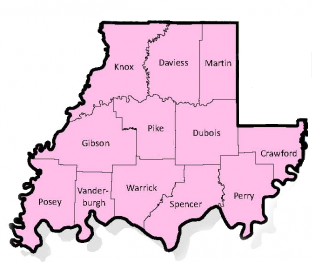 Knox
Daviess
Martin
Gibson
Pike
Dubois
Crawford
Posey
Vander-
burgh
Warrick
Spencer
Perry